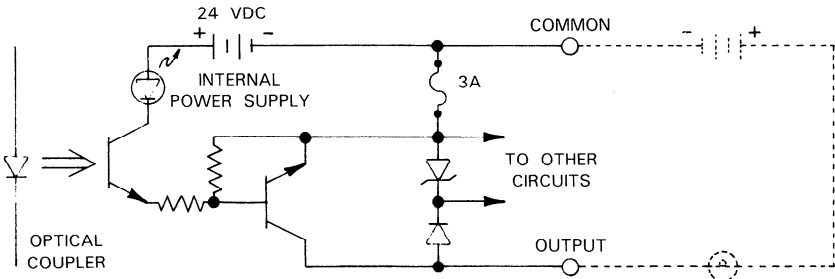 24 VDC
+ -
INTERNAL
POWER SUPPLY
COMMON
- +
3A
TO OTHER
CIRCUITS
OPTICAL
COUPLER
OUTPUT